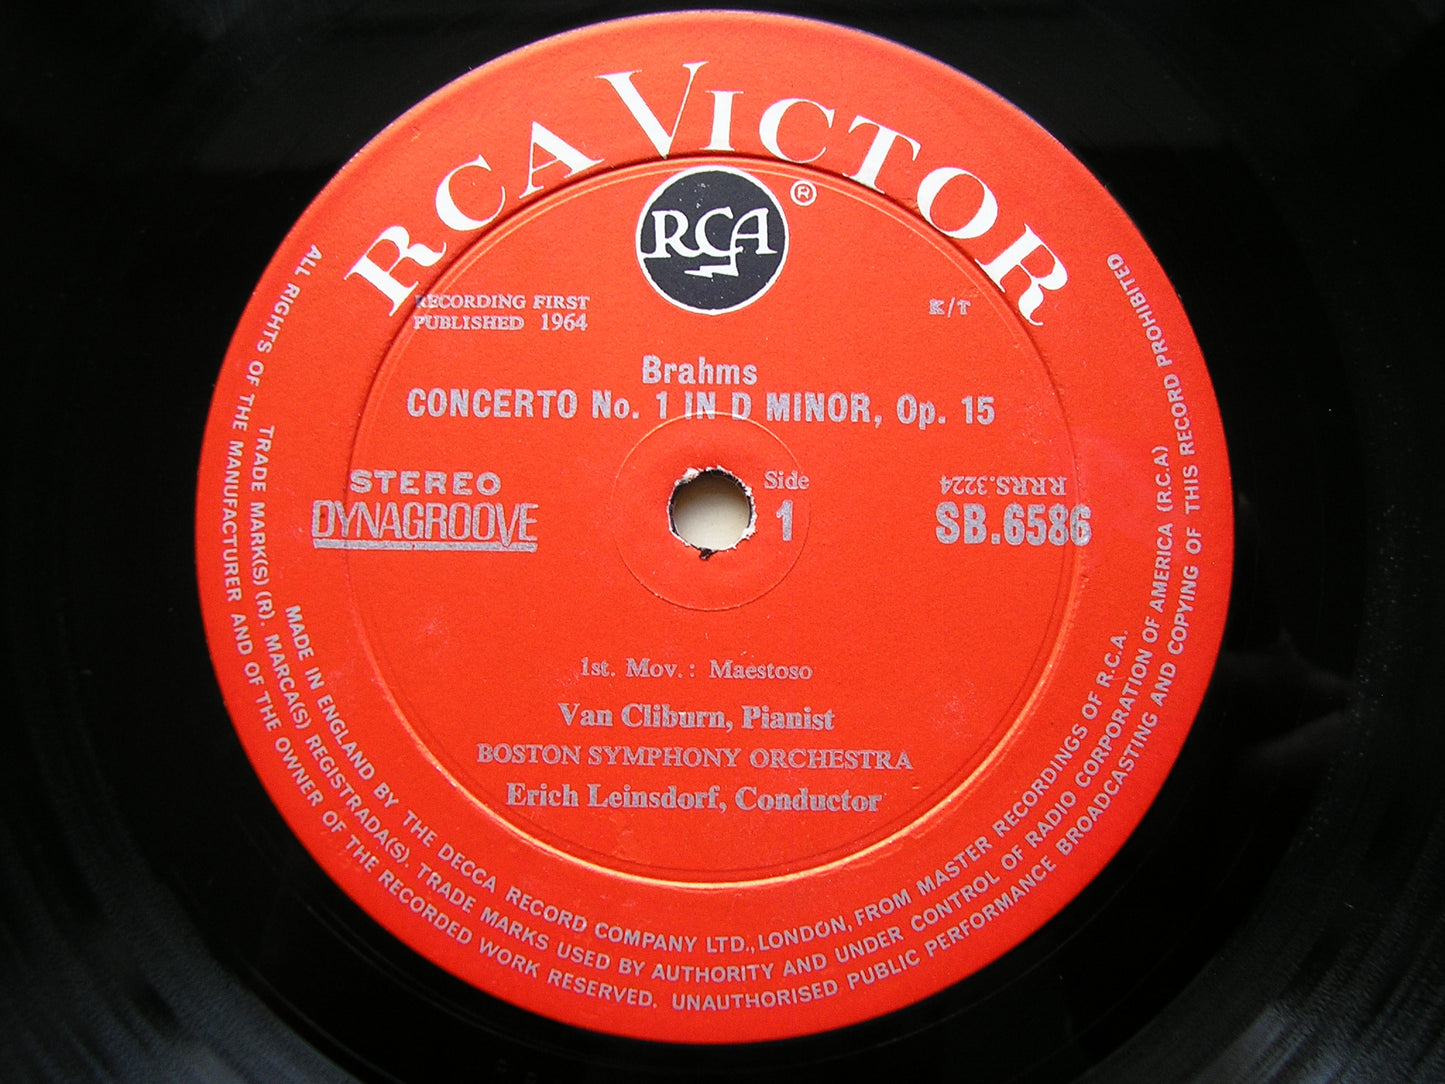 RCA VICTOR
RCA
®
RECORDING FIRST
PUBLISHED 1964
K/T
Brahms
CONCERTO No. 1 IN D MINOR, Op. 15
STEREO
DYNAGROOVE
Side
1
RRRS.3224
SB.6586
1st. Mov. : Maestoso
Van Cliburn, Pianist
BOSTON SYMPHONY ORCHESTRA
Erich Leinsdorf, Conductor
MADE IN ENGLAND BY THE DECCA RECORD COMPANY LTD., LONDON, FROM MASTER RECORDINGS OF R.C.A.
TRADE MARK(S) (R). MARCA(S) REGISTRADA(S). TRADE MARKS USED BY AUTHORITY AND UNDER CONTROL OF RADIO CORPORATION OF AMERICA (R.C.A)
ALL RIGHTS OF THE MANUFACTURER AND OF THE OWNER OF THE RECORDED WORK RESERVED. UNAUTHORISED PUBLIC PERFORMANCE BROADCASTING AND COPYING OF THIS RECORD PROHIBITED